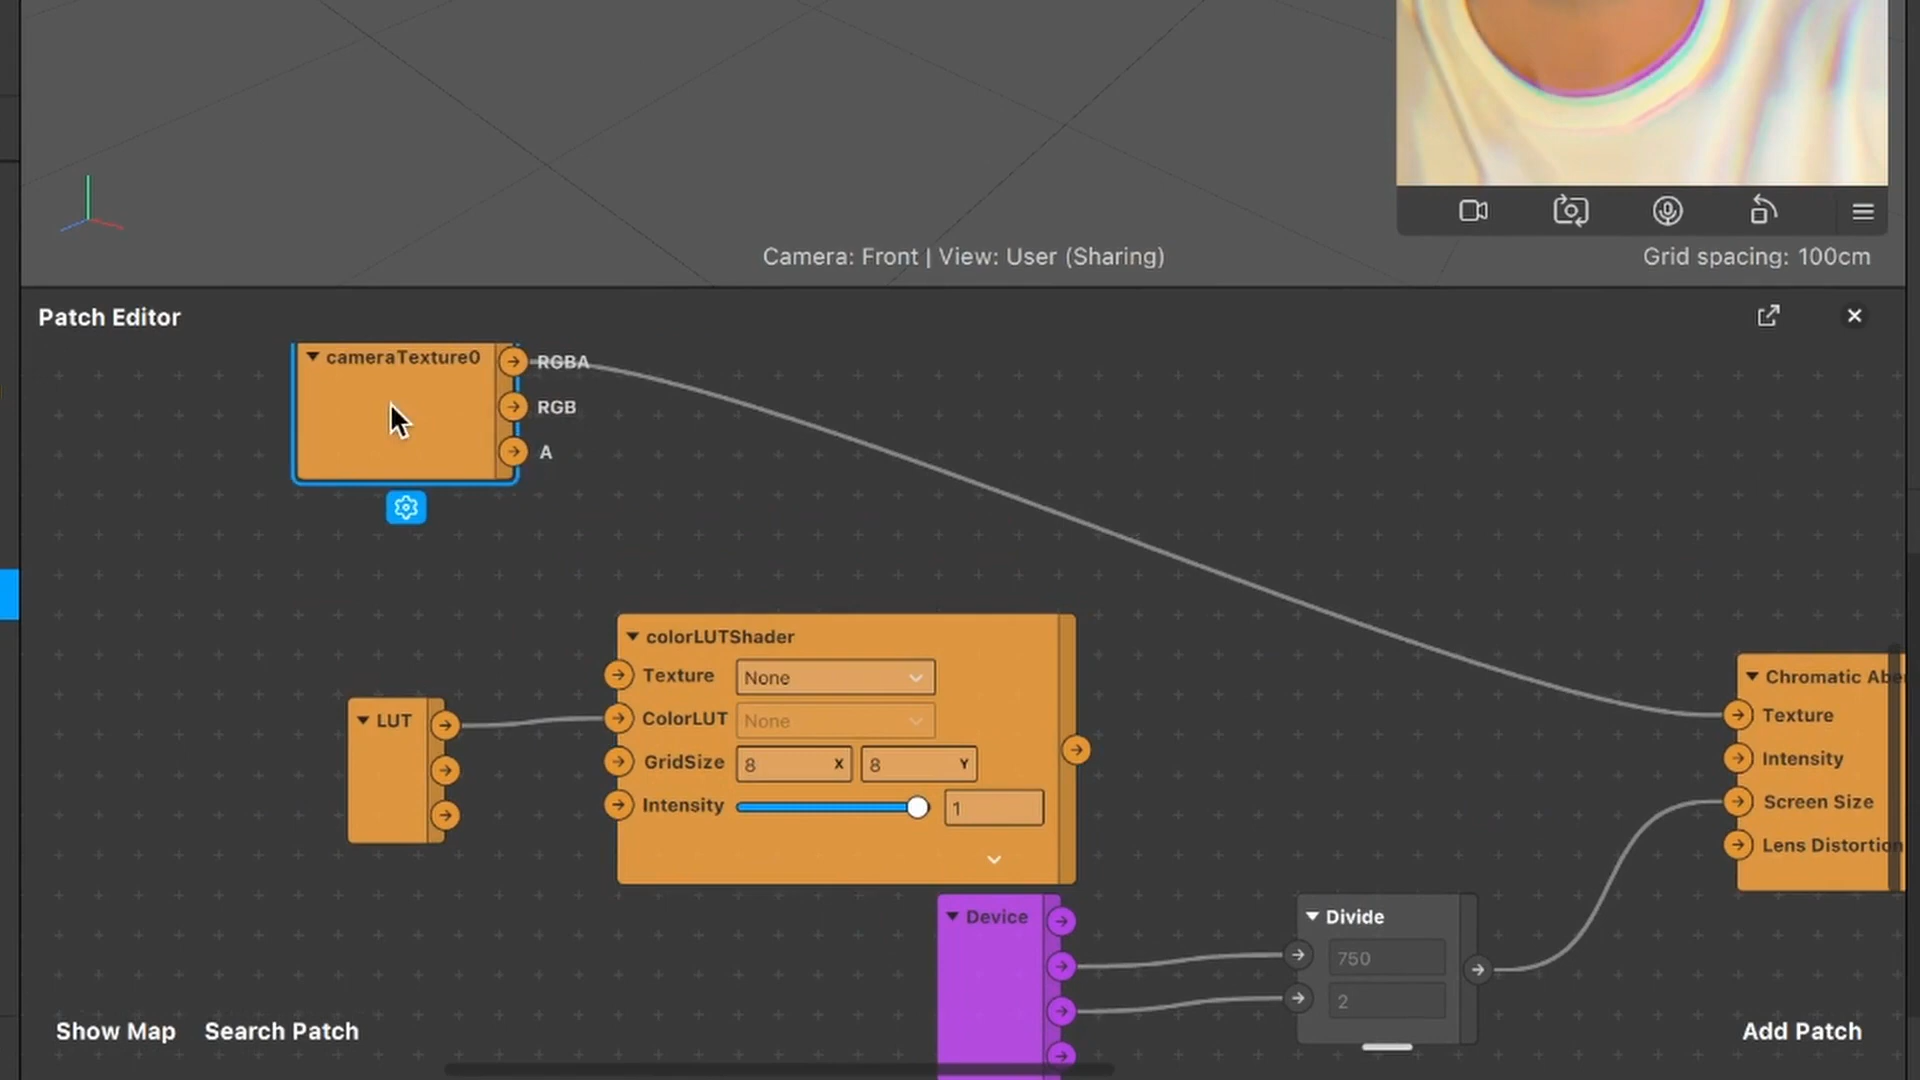 Camera: Front | View: User (Sharing)
Grid spacing: 100cm
Patch Editor
cameraTexture0
RGBA
RGB
A
colorLUTShader
Texture None
ColorLUT None
GridSize 8 X 8 Y
Intensity 1
LUT
Chromatic Abe
Texture
Intensity
Screen Size
Lens Distortion
Device
Divide
750
2
Show Map Search Patch
Add Patch